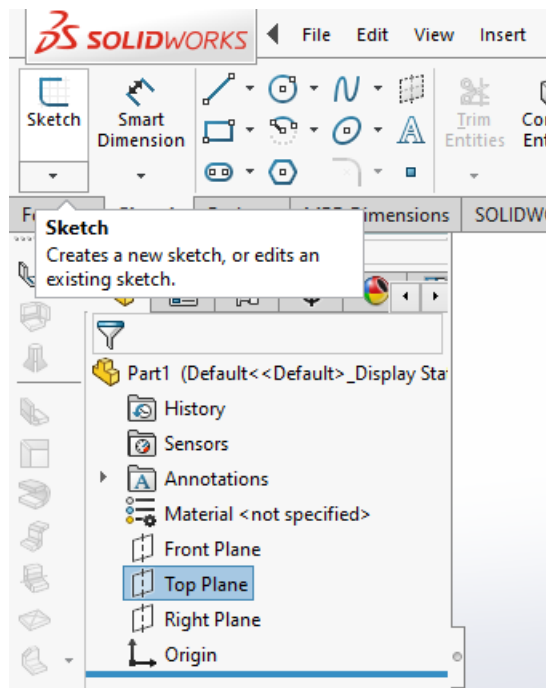 SOLIDWORKS
File Edit View Insert
Sketch
Smart
Dimension
Trim
Entities
Sketch
Creates a new sketch, or edits an
existing sketch.
Dimensions
SOLIDW
Part1 (Default<<Default>_Display Sta
History
Sensors
Annotations
Material <not specified>
Front Plane
Top Plane
Right Plane
Origin